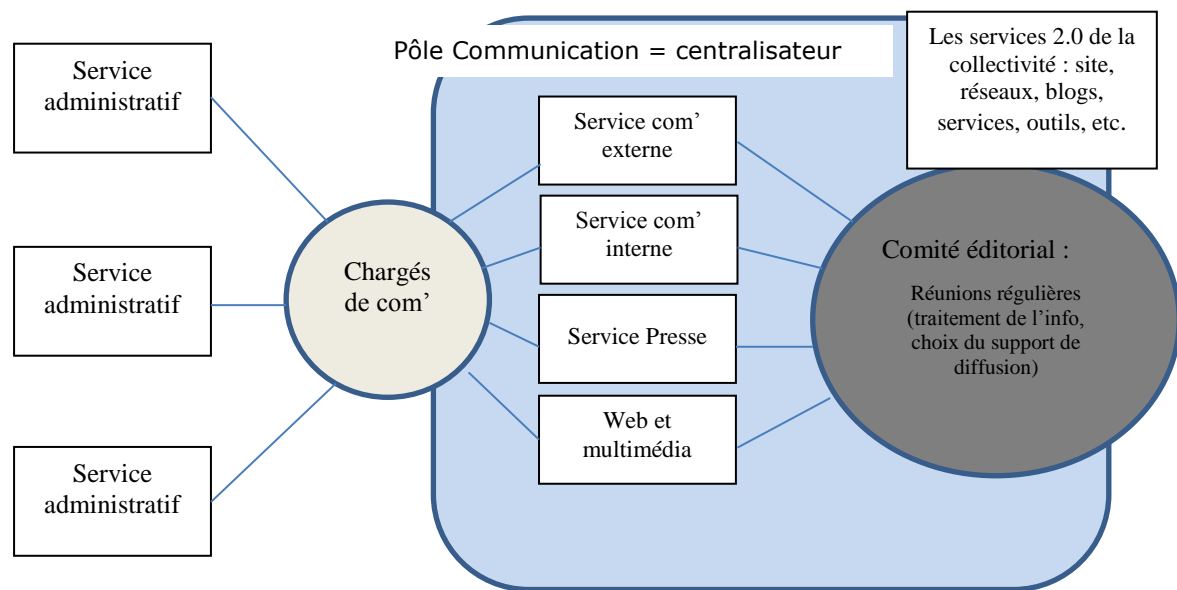 Pôle Communication = centralisateur
Les services 2.0 de la
collectivité : site,
réseaux, blogs,
services, outils, etc.
Service
administratif
Service
administratif
Service
administratif
Chargés
de com’
Service com’
externe
Service com’
interne
Service Presse
Web et
multimédia
Comité éditorial :
Réunions régulières
(traitement de l’info,
choix du support de
diffusion)